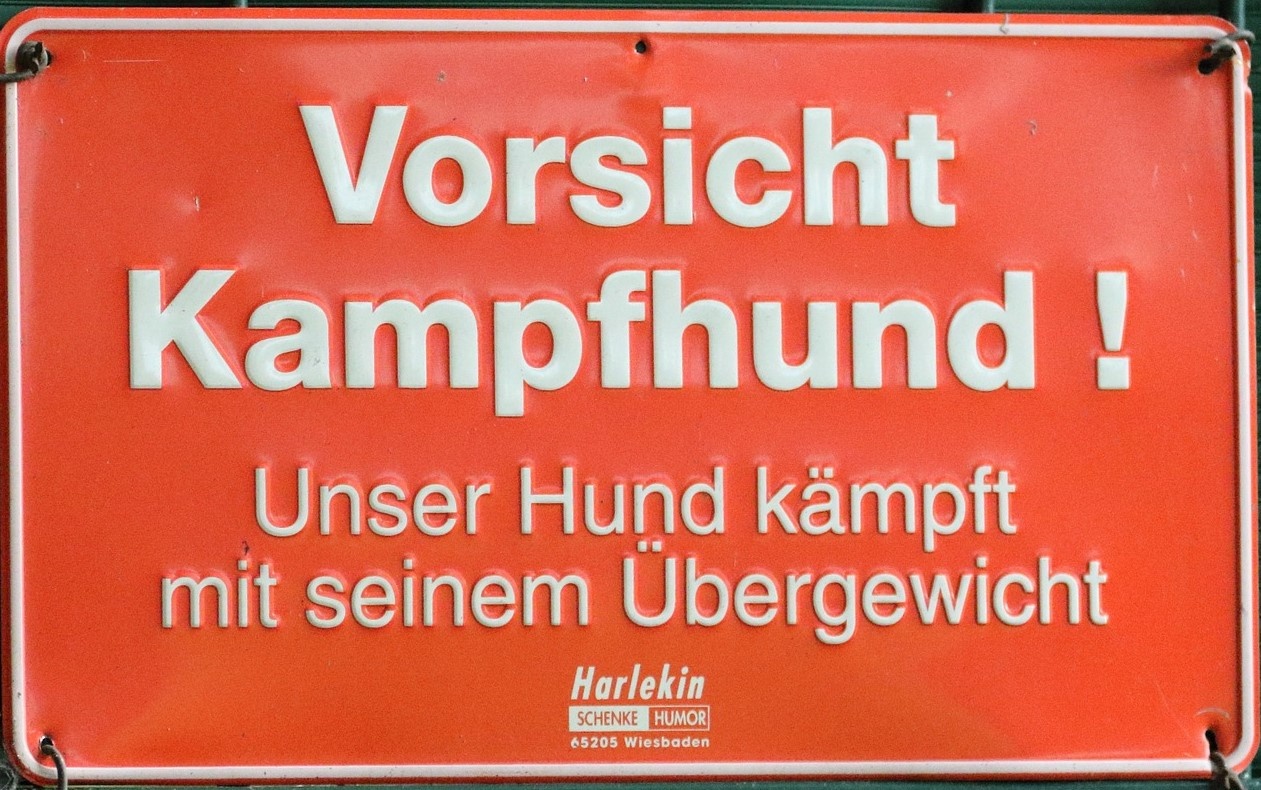 Vorsicht
Kampfhund !
Unser Hund kämpft
mit seinem Übergewicht
Harlekin
SCHENKE HUMOR
65205 Wiesbaden